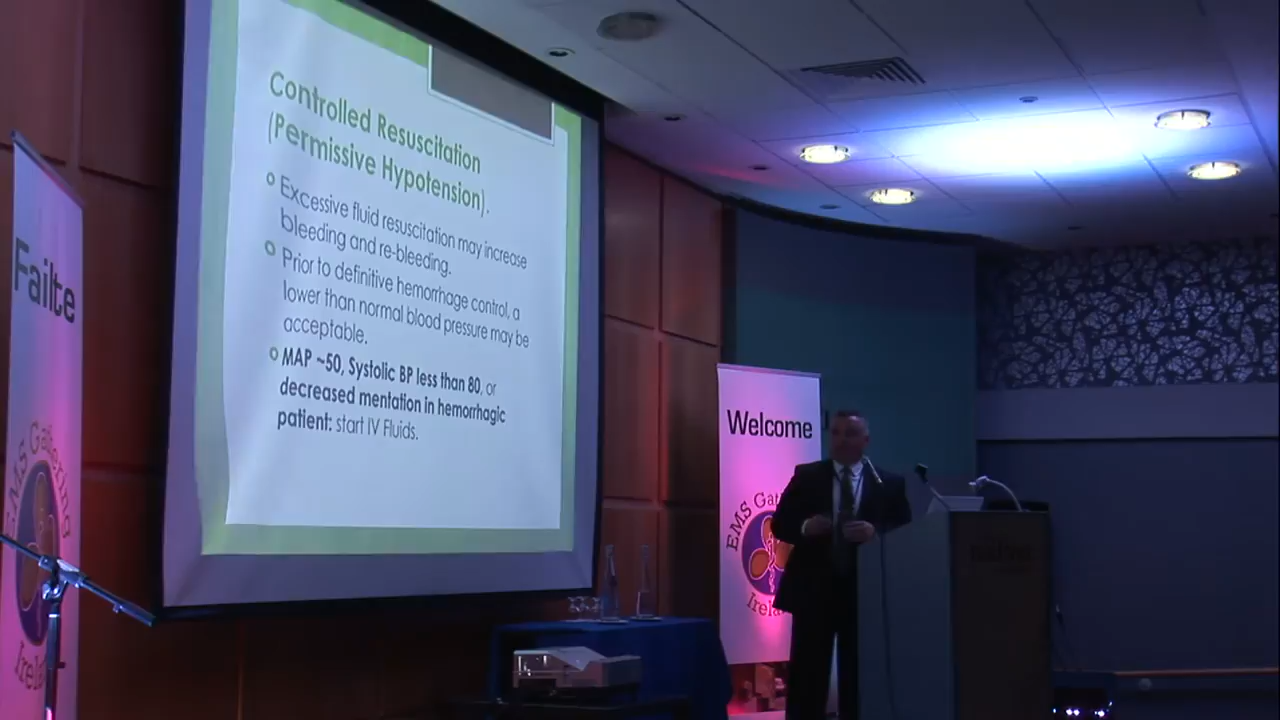 Controlled Resuscitation
(Permissive Hypotension).
Excessive fluid resuscitation may increase
bleeding and re-bleeding.
Prior to definitive hemorrhage control, a
lower than normal blood pressure may be
acceptable.
MAP ~50, Systolic BP less than 80, or
decreased mentation in hemorrhagic
patient: start IV Fluids.
Failte
EMS Gathering
Ireland
Welcome
EMS Gat
Irela